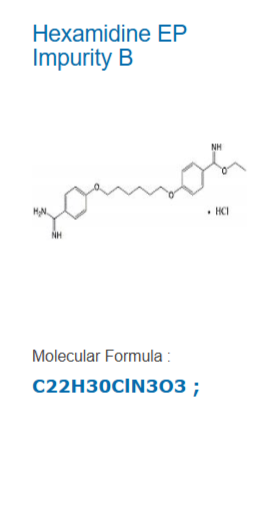 Hexamidine EP
Impurity B
NH
O
O
O
H₂N
NH
• HCl
Molecular Formula :
C22H30ClN3O3 ;